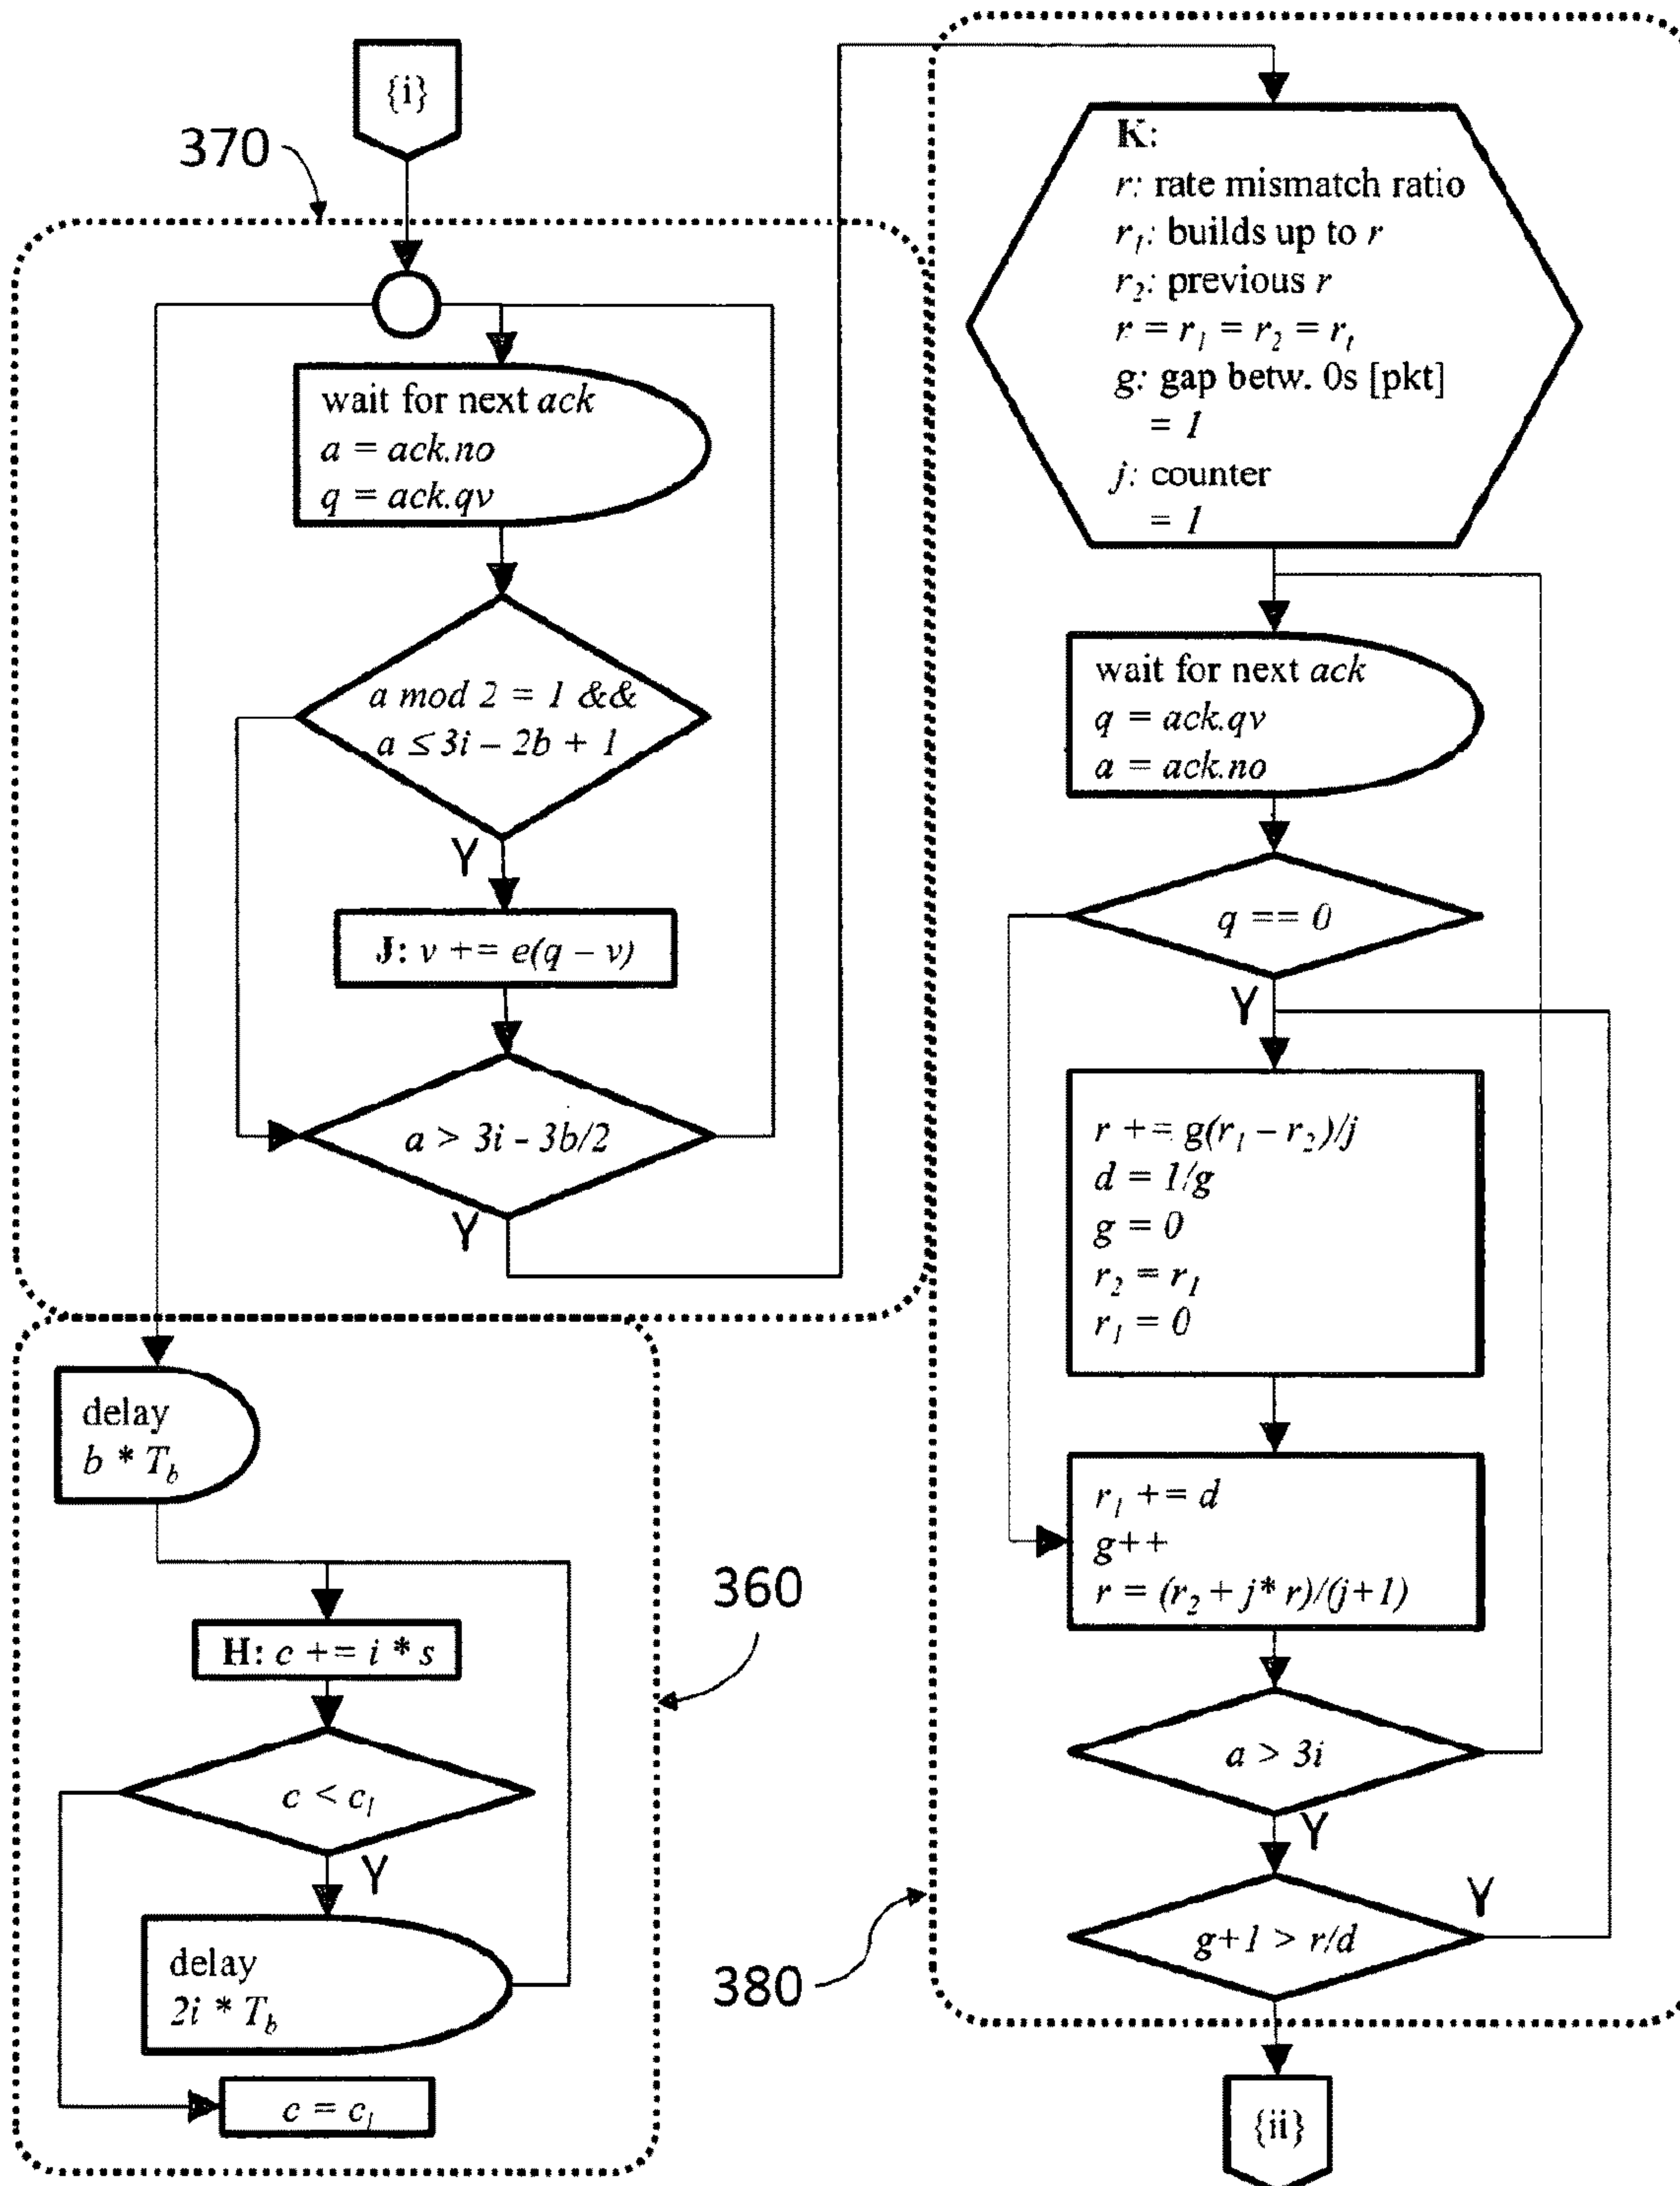 {i}
370
wait for next ack
a = ack.no
q = ack.qv
a mod 2 = 1 &&
a ≤ 3i – 2b + 1
Y
J: v += e(q – v)
a > 3i - 3b/2
Y
delay
b * T_b
H: c += i * s
c < c_l
Y
delay
2i * T_b
c = c_l
360
K:
r: rate mismatch ratio
r_1: builds up to r
r_2: previous r
r = r_1 = r_2 = r_t
g: gap betw. 0s [pkt]
= 1
j: counter
= 1
wait for next ack
q = ack.qv
a = ack.no
q == 0
Y
r += g(r_1 – r_2)/j
d = 1/g
g = 0
r_2 = r_1
r_1 = 0
r_1 += d
g++
r = (r_2 + j* r)/(j+1)
a > 3i
Y
Y
g+1 > r/d
380
{ii}